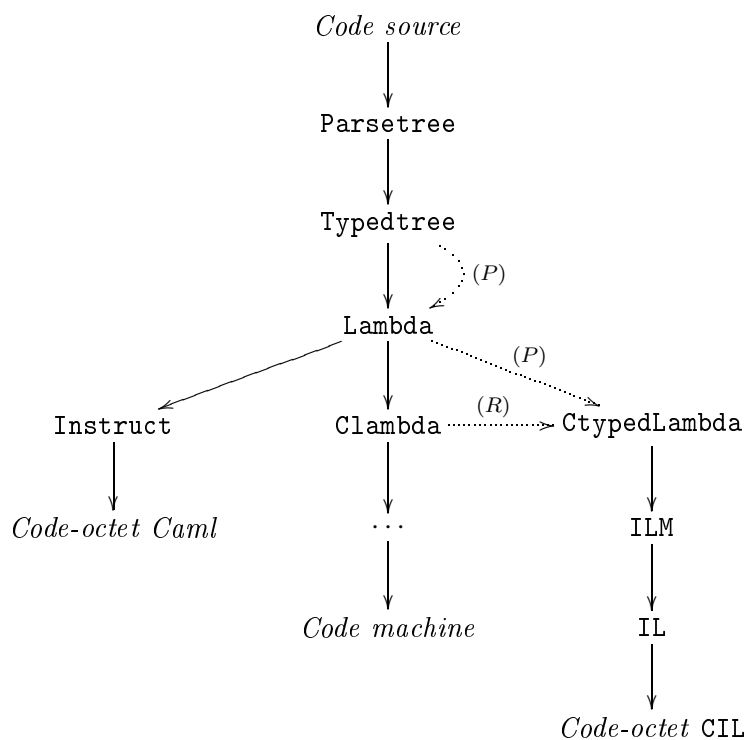 Code source
Parsetree
Typedtree
(P)
Lambda
(P)
Instruct
Clambda
(R)
CtypedLambda
Code-octet Caml
...
ILM
Code machine
IL
Code-octet CIL